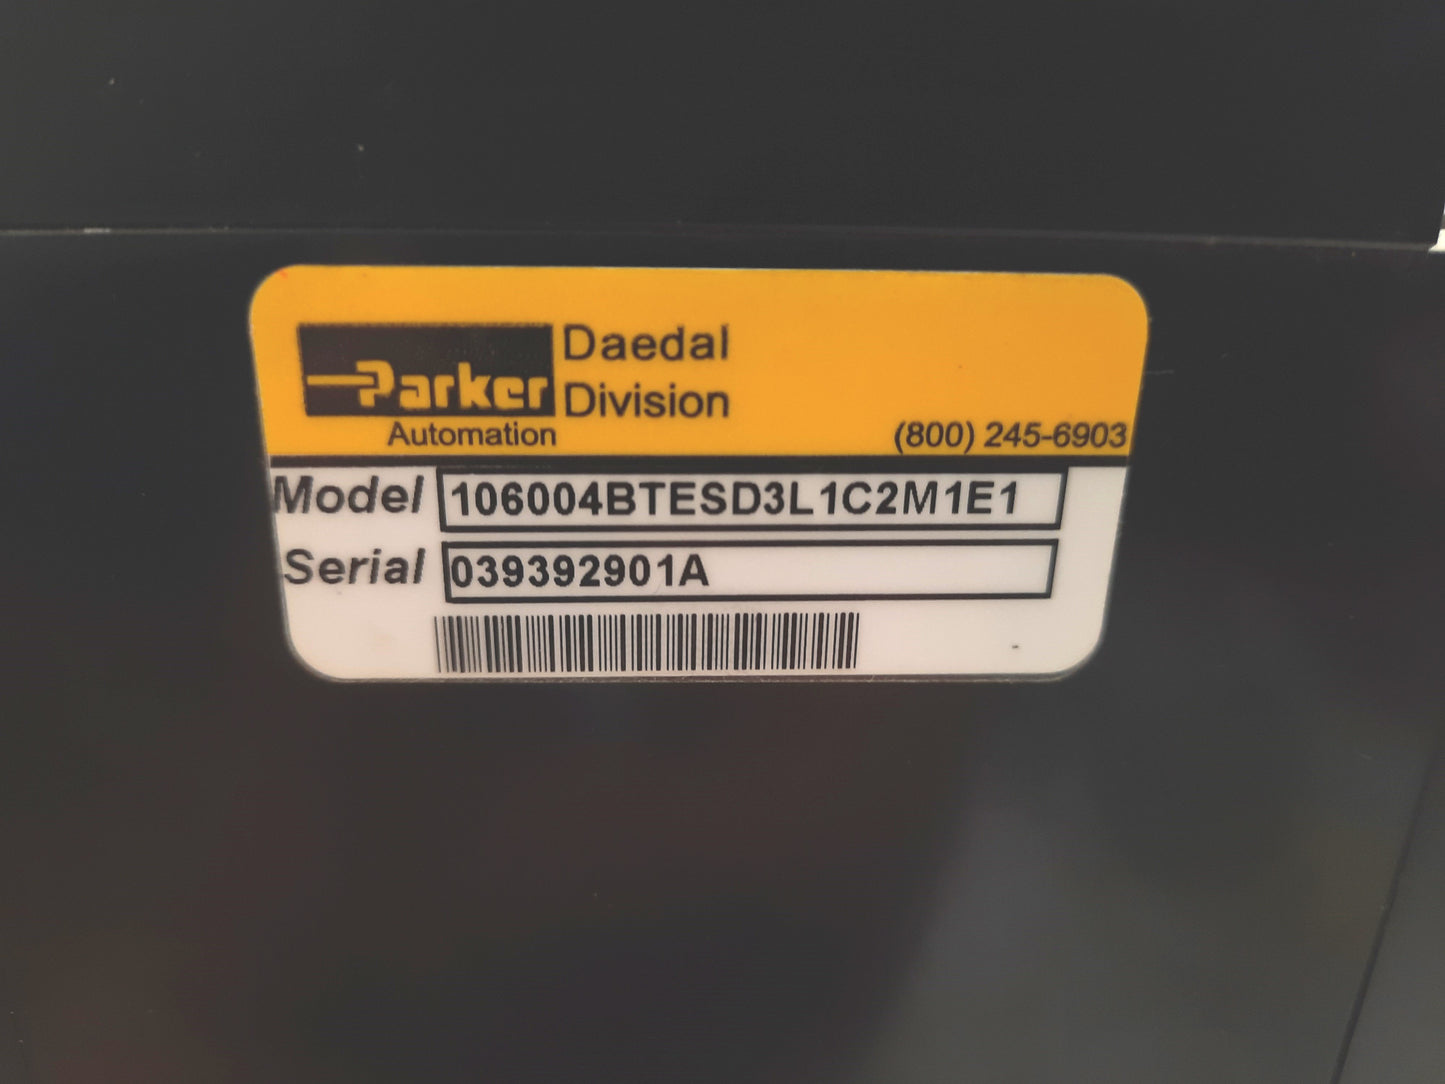 Parker Daedal
Division
Automation
(800) 245-6903
Model 106004BTESD3L1C2M1E1
Serial 039392901A